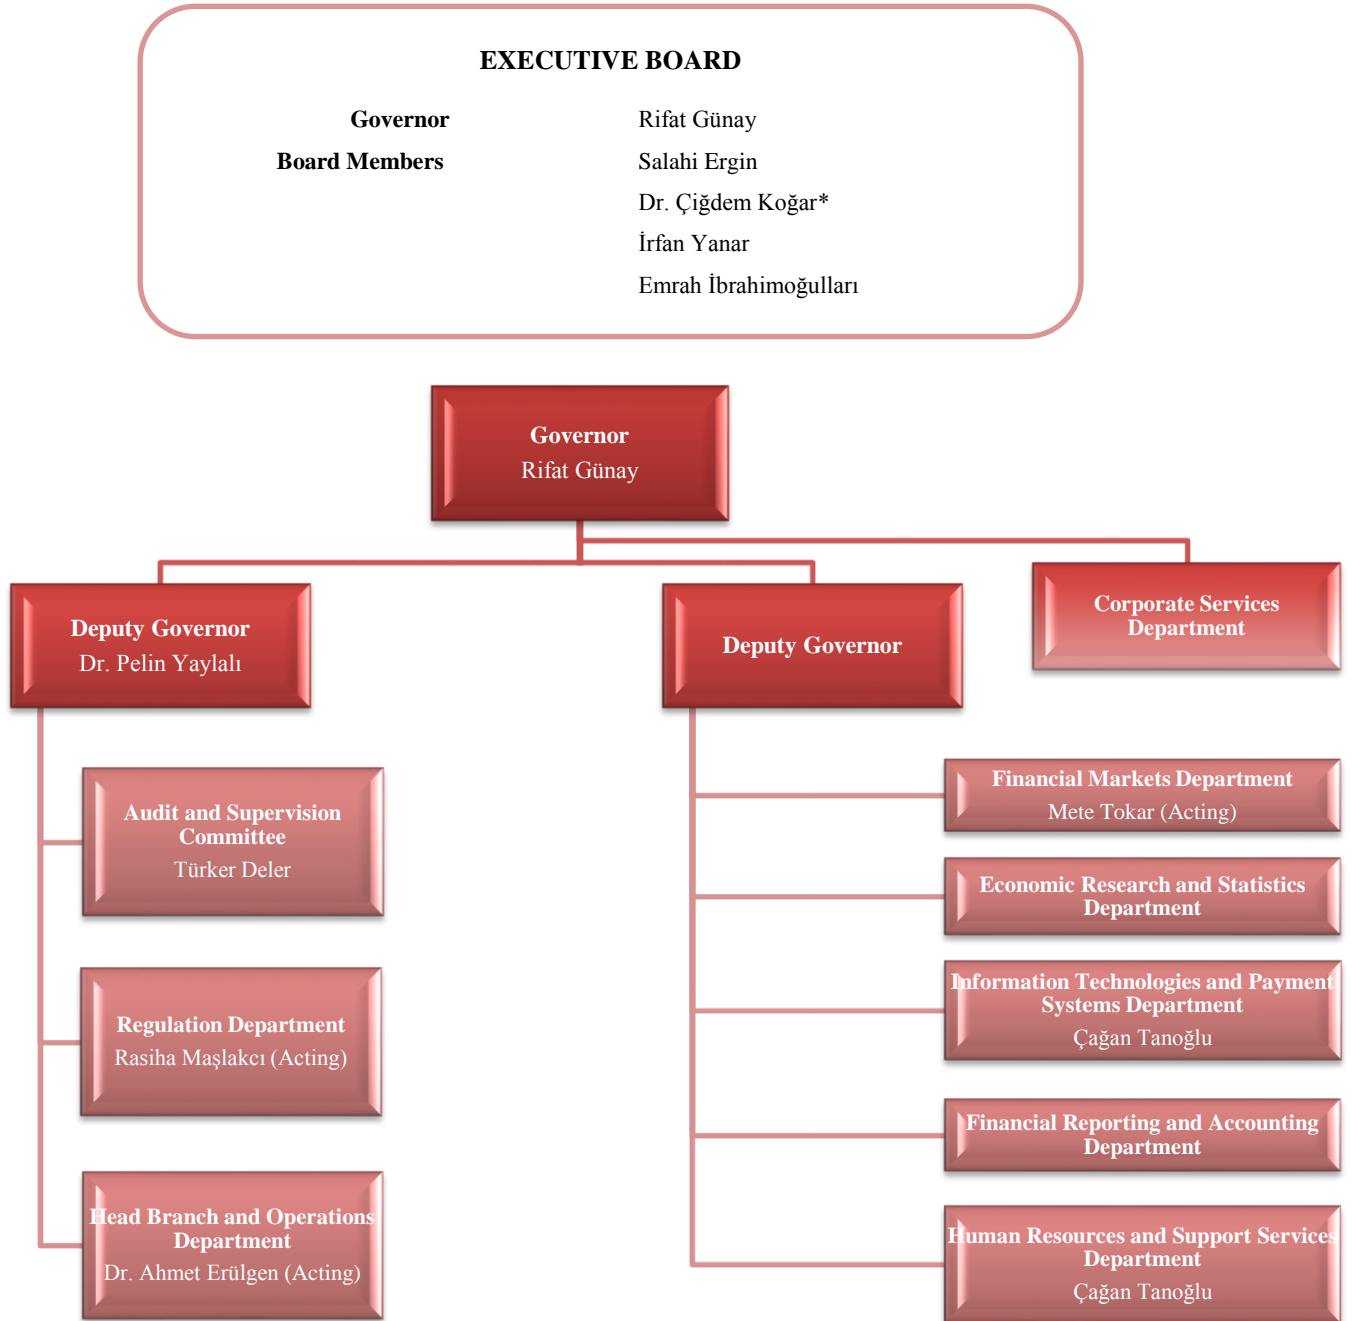 EXECUTIVE BOARD
Governor Rifat Günay
Board Members Salahi Ergin
Dr. Çiğdem Koğar*
İrfan Yanar
Emrah İbrahimoğulları
Governor
Rifat Günay
Deputy Governor
Dr. Pelin Yaylalı
Deputy Governor
Corporate Services
Department
Audit and Supervision
Committee
Türker Deler
Regulation Department
Rasiha Maşlakcı (Acting)
Head Branch and Operations
Department
Dr. Ahmet Erülgen (Acting)
Financial Markets Department
Mete Tokar (Acting)
Economic Research and Statistics
Department
Information Technologies and Payment
Systems Department
Çağan Tanoğlu
Financial Reporting and Accounting
Department
Human Resources and Support Services
Department
Çağan Tanoğlu